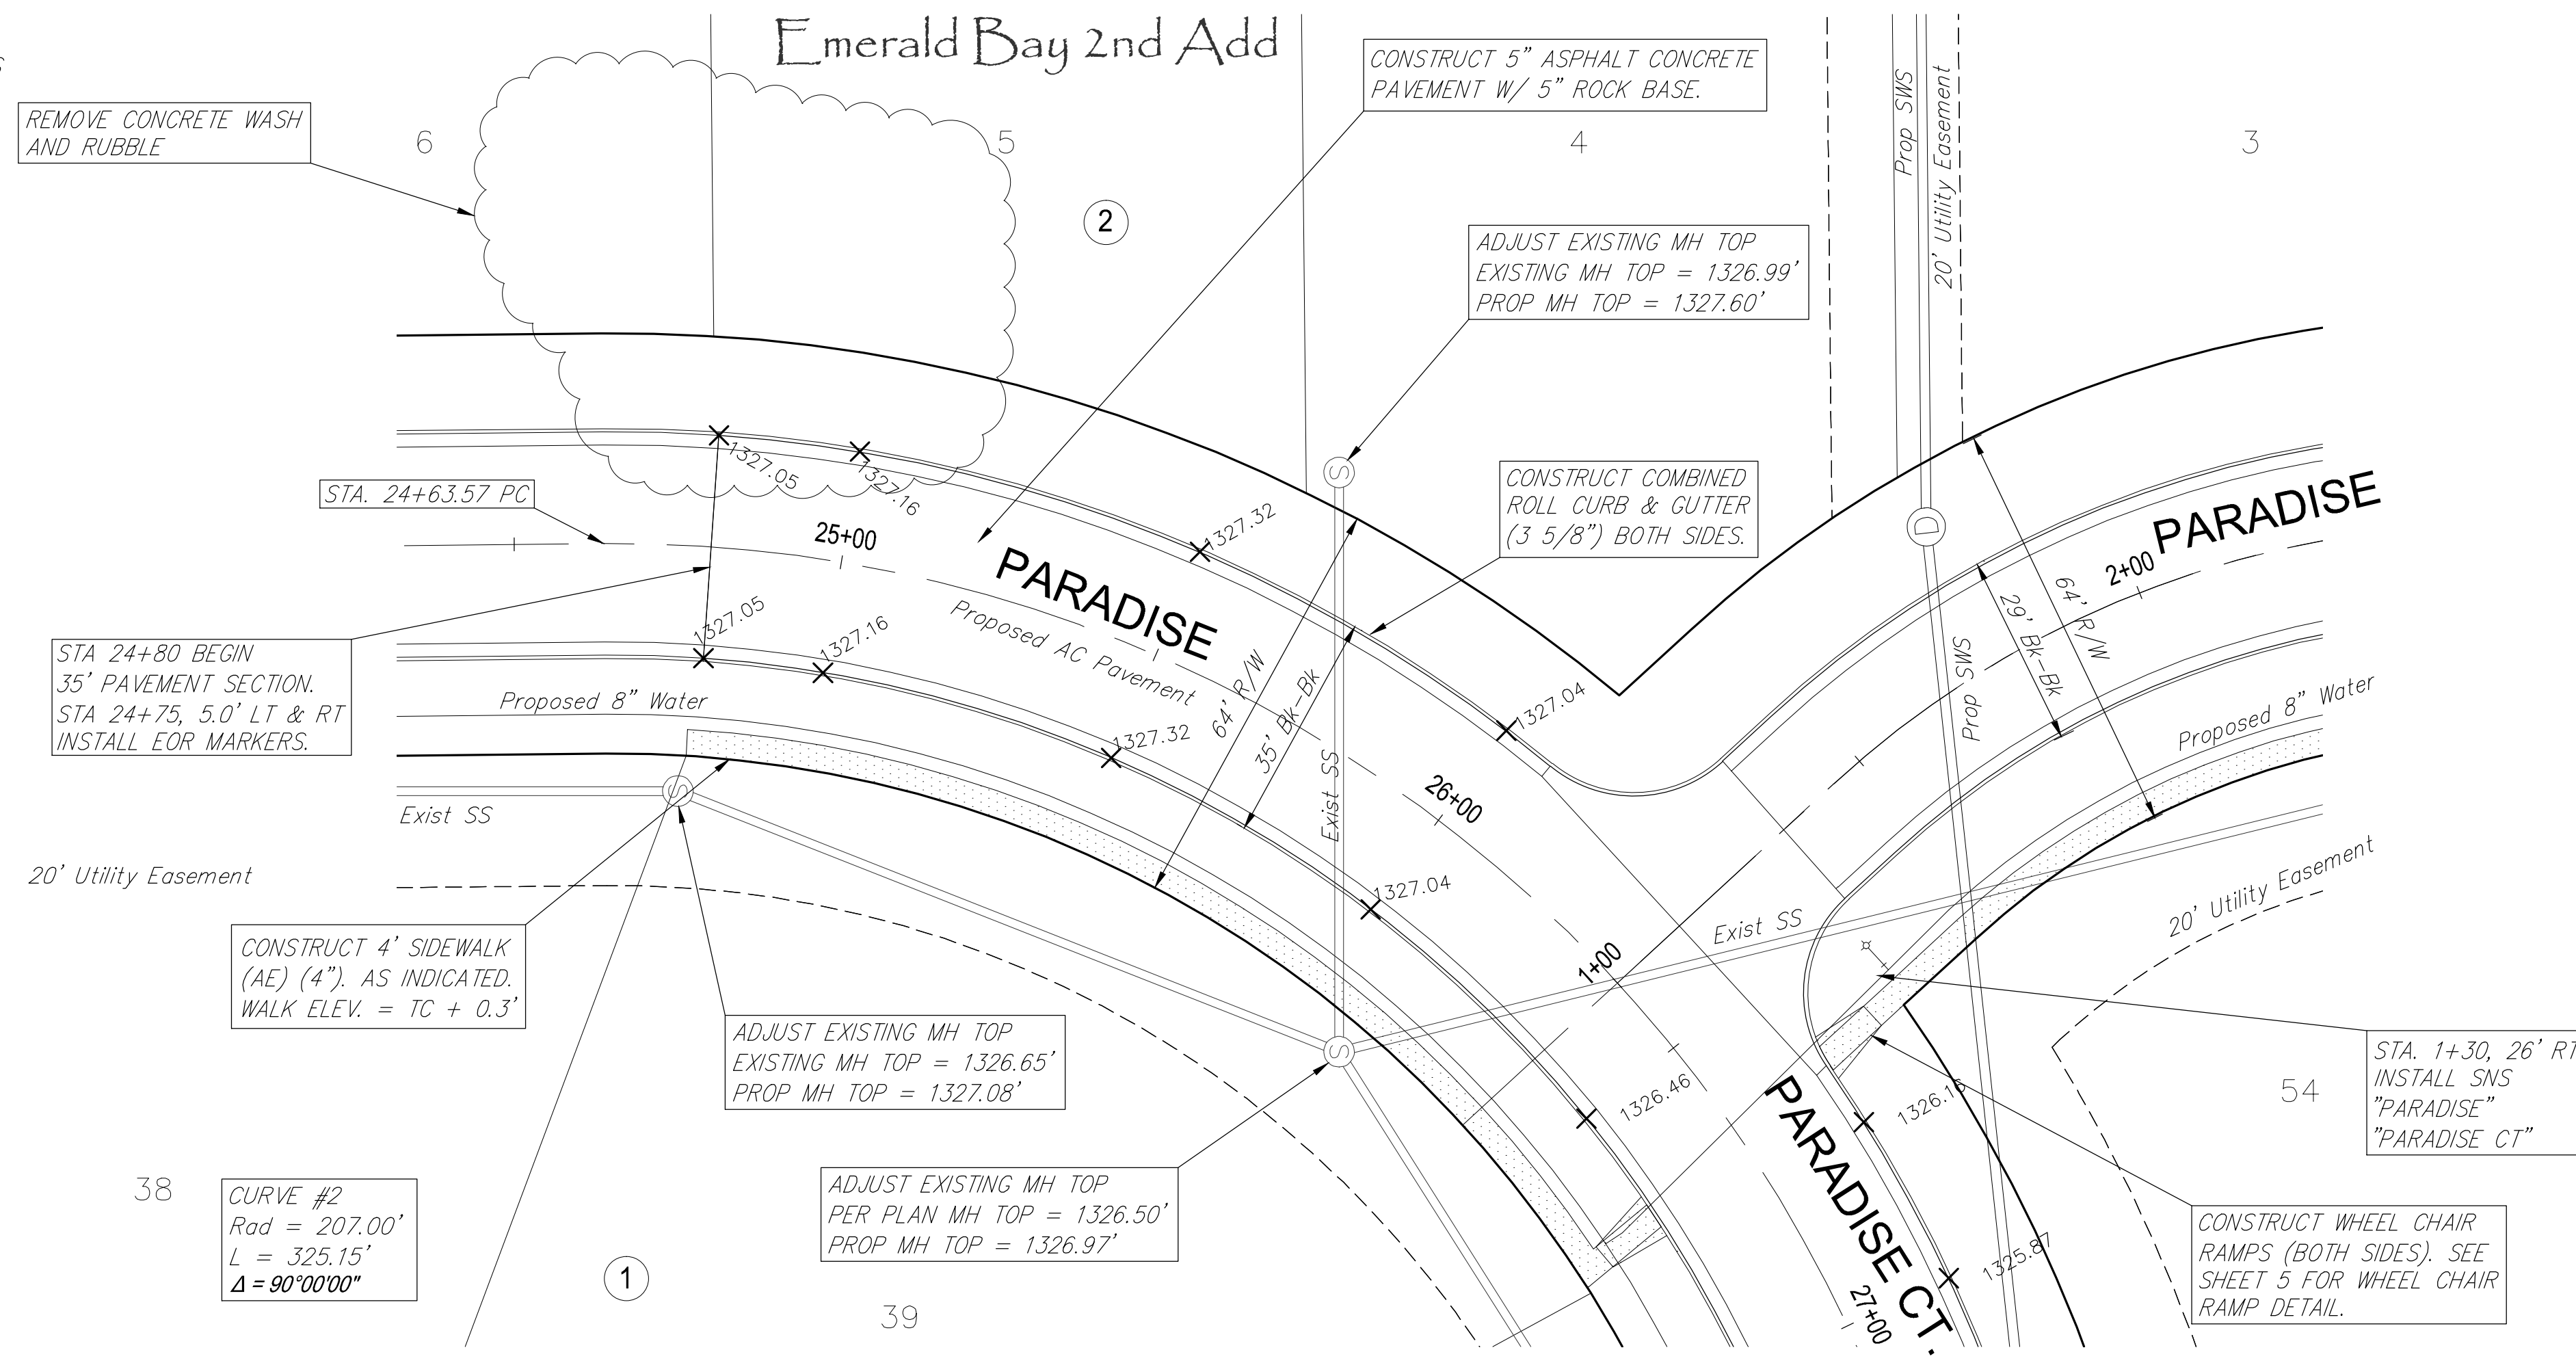 Emerald Bay 2nd Add
REMOVE CONCRETE WASH
AND RUBBLE
6
5
4
3
2
CONSTRUCT 5" ASPHALT CONCRETE
PAVEMENT W/ 5" ROCK BASE.
Prop SWS
20' Utility Easement
ADJUST EXISTING MH TOP
EXISTING MH TOP = 1326.99'
PROP MH TOP = 1327.60'
STA. 24+63.57 PC
1327.05
1327.16
1327.32
25+00
PARADISE
Proposed AC Pavement
CONSTRUCT COMBINED
ROLL CURB & GUTTER
(3 5/8") BOTH SIDES.
S
D
PARADISE
2+00
64' R/W
29' Bk-Bk
Prop SWS
Proposed 8" Water
STA 24+80 BEGIN
35' PAVEMENT SECTION.
STA 24+75, 5.0' LT & RT
INSTALL EOR MARKERS.
1327.05
1327.16
1327.32
Proposed 8" Water
64' R/W
35' Bk-Bk
Exist SS
1327.04
26+00
1327.04
S
Exist SS
20' Utility Easement
CONSTRUCT 4' SIDEWALK
(AE) (4"). AS INDICATED.
WALK ELEV. = TC + 0.3'
ADJUST EXISTING MH TOP
EXISTING MH TOP = 1326.65'
PROP MH TOP = 1327.08'
S
1+00
Exist SS
20' Utility Easement
1326.46
STA. 1+30, 26' RT
INSTALL SNS
"PARADISE"
"PARADISE CT"
54
38
CURVE #2
Rad = 207.00'
L = 325.15'
Δ = 90°00'00"
1
39
ADJUST EXISTING MH TOP
PER PLAN MH TOP = 1326.50'
PROP MH TOP = 1326.97'
PARADISE CT
27+00
1325.87
CONSTRUCT WHEEL CHAIR
RAMPS (BOTH SIDES). SEE
SHEET 5 FOR WHEEL CHAIR
RAMP DETAIL.